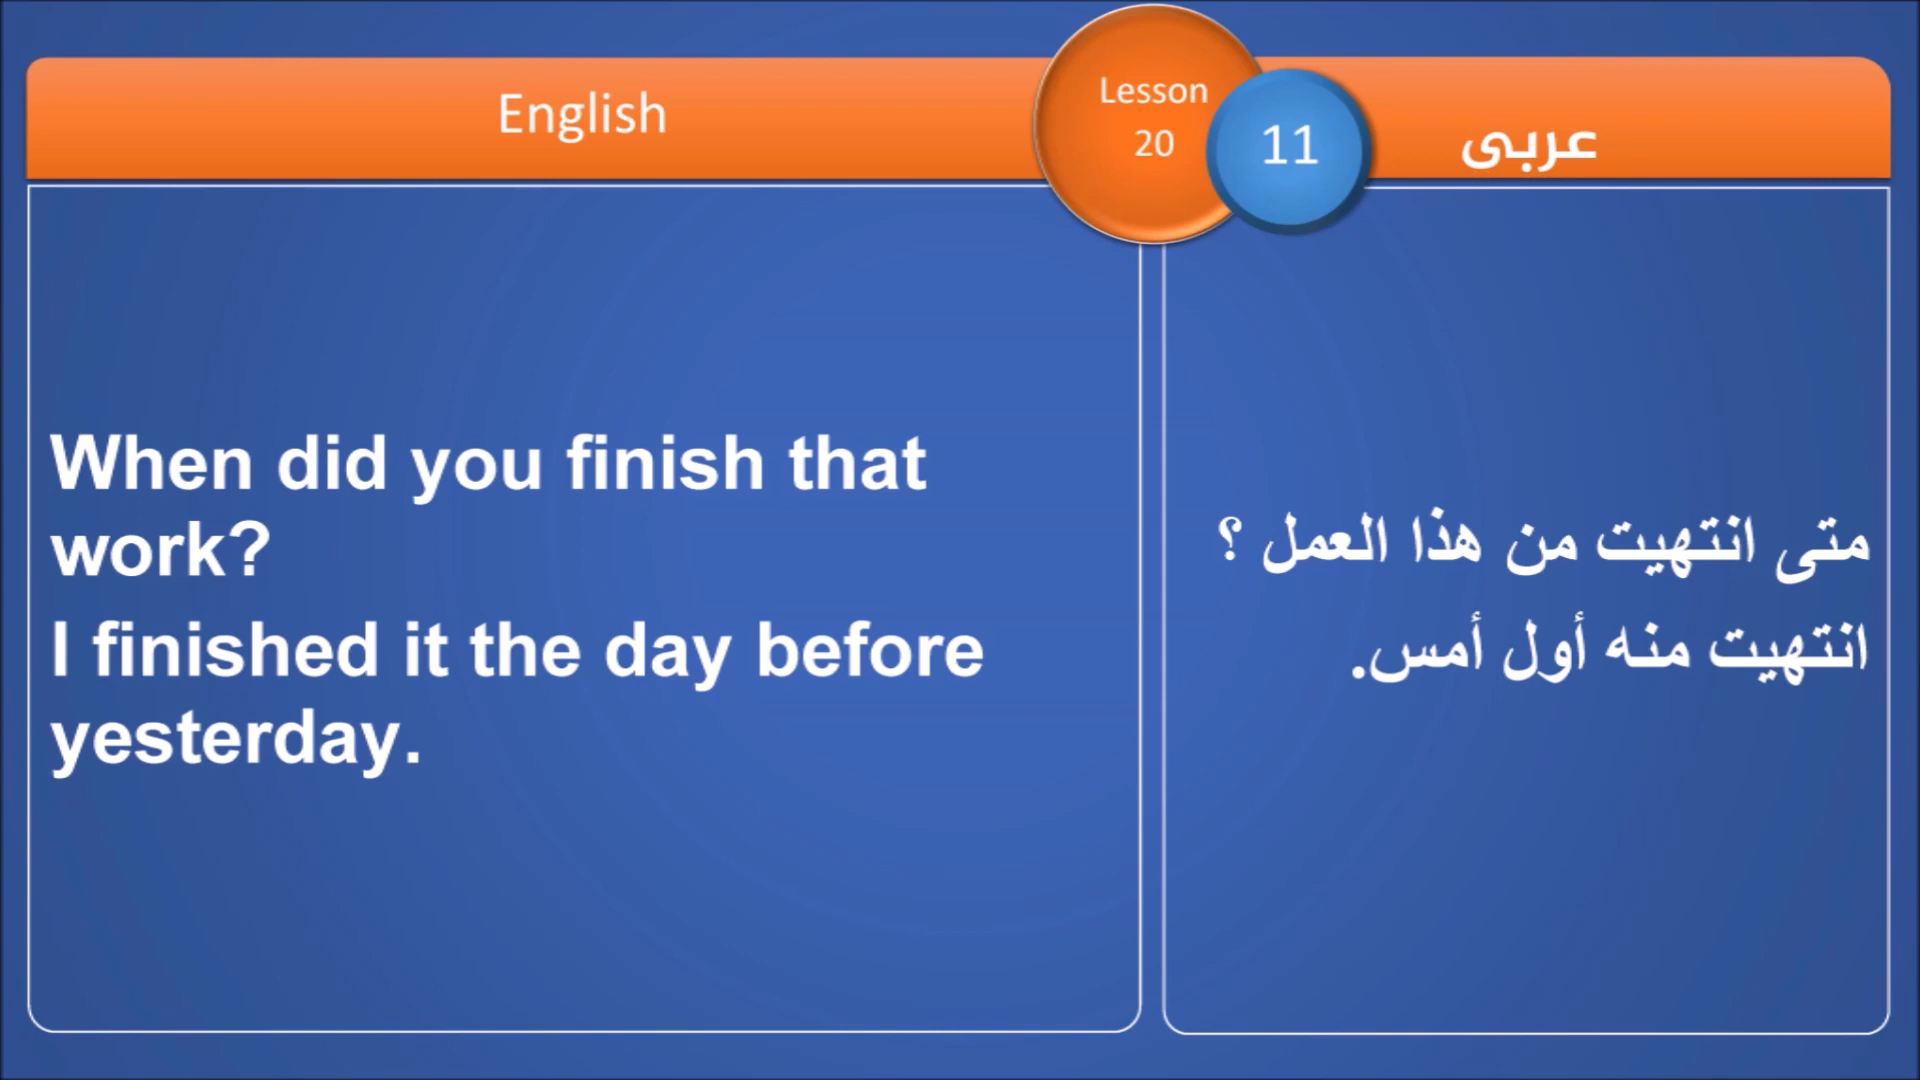 English
Lesson
20
11
عربى
When did you finish that
work?
I finished it the day before
yesterday.
متى انتهيت من هذا العمل ؟
انتهيت منه أول أمس.